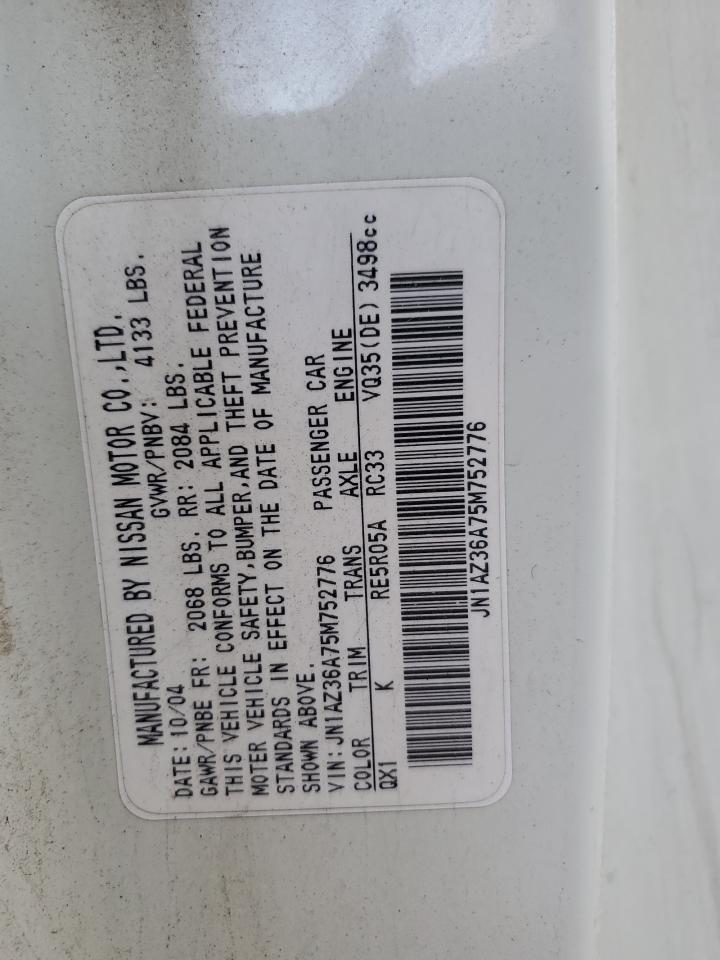 MANUFACTURED BY NISSAN MOTOR CO.,LTD.
DATE: 10/04 GVWR/PNBV: 4133 LBS.
GAWR/PNBE FR: 2068 LBS. RR: 2084 LBS.
THIS VEHICLE CONFORMS TO ALL APPLICABLE FEDERAL
MOTER VEHICLE SAFETY,BUMPER,AND THEFT PREVENTION
STANDARDS IN EFFECT ON THE DATE OF MANUFACTURE
SHOWN ABOVE.
VIN:JN1AZ36A75M752776 PASSENGER CAR
COLOR TRIM TRANS AXLE ENGINE
QX1 K RE5R05A RC33 VQ35(DE) 3498cc
JN1AZ36A75M752776